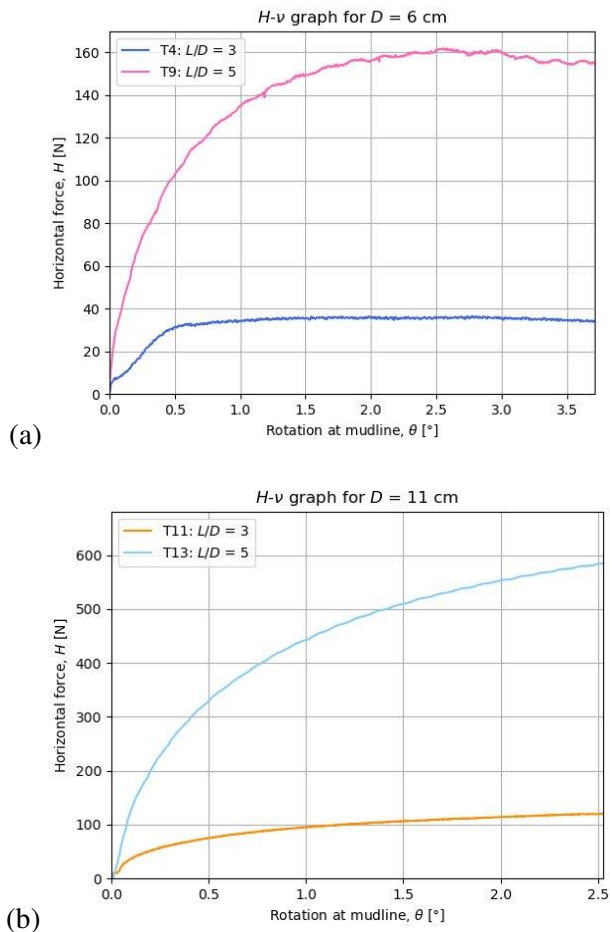 H-ν graph for D = 6 cm
T4: L/D = 3
T9: L/D = 5
160
140
120
100
80
60
40
20
0
Horizontal force, H [N]
0.0 0.5 1.0 1.5 2.0 2.5 3.0 3.5
Rotation at mudline, θ [°]
(a)
H-ν graph for D = 11 cm
T11: L/D = 3
T13: L/D = 5
600
500
400
300
200
100
0
Horizontal force, H [N]
0.0 0.5 1.0 1.5 2.0 2.5
Rotation at mudline, θ [°]
(b)